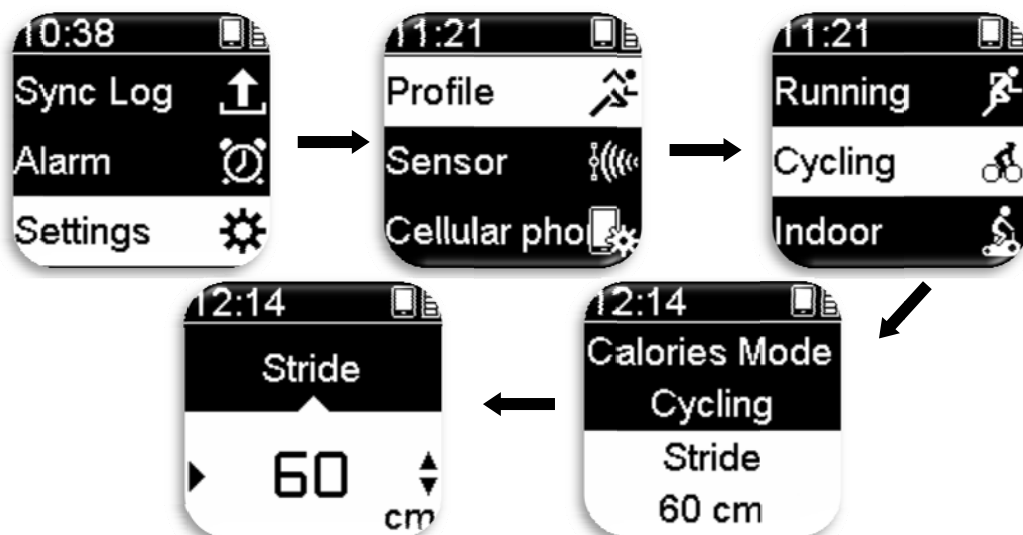 10:38
Sync Log
Alarm
Settings
11:21
Profile
Sensor
Cellular pho
11:21
Running
Cycling
Indoor
12:14
Calories Mode
Cycling
Stride
60 cm
12:14
Stride
60
cm